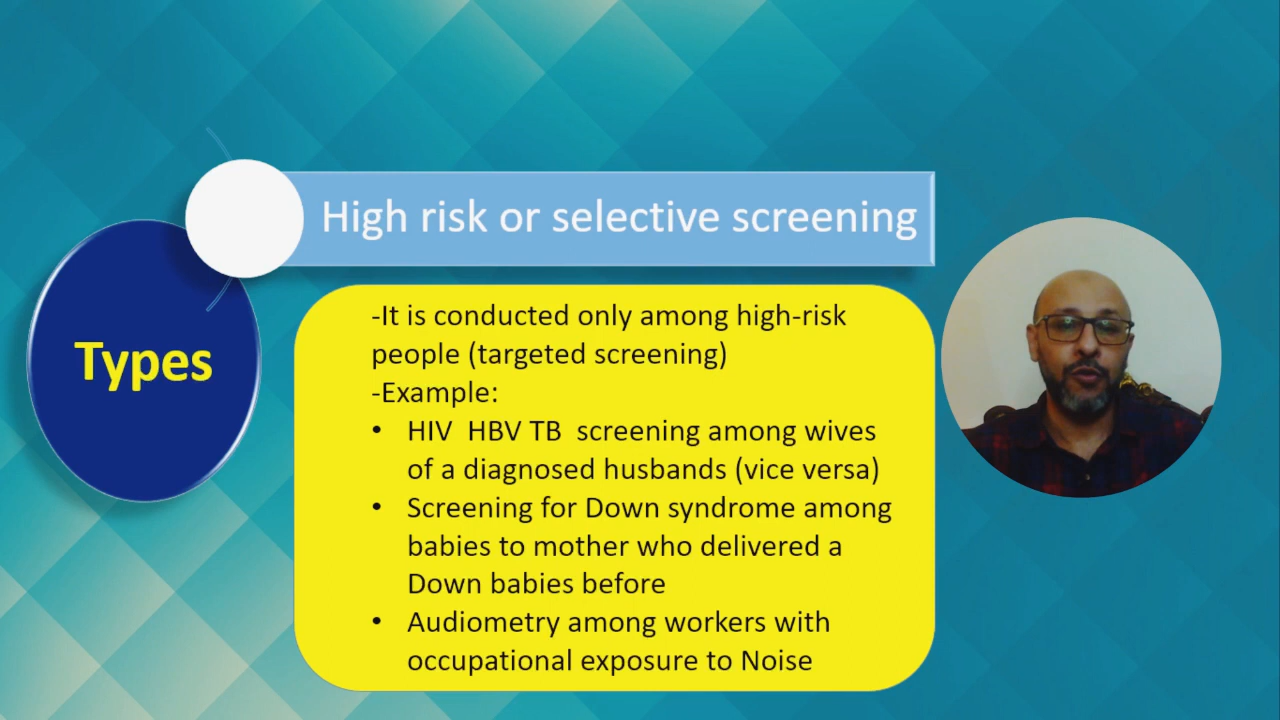 High risk or selective screening
Types
-It is conducted only among high-risk
people (targeted screening)
-Example:
• HIV  HBV TB  screening among wives
of a diagnosed husbands (vice versa)
• Screening for Down syndrome among
babies to mother who delivered a
Down babies before
• Audiometry among workers with
occupational exposure to Noise